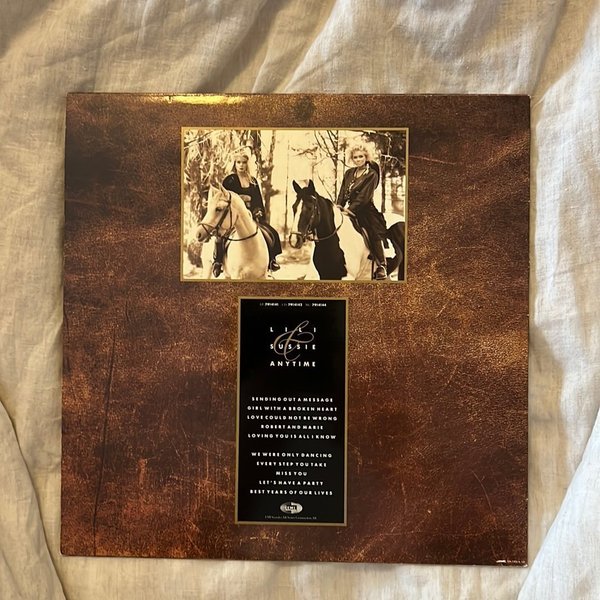 LILI
&
SUSSIE
ANYTIME
SENDING OUT A MESSAGE
GIRL WITH A BROKEN HEART
LOVE COULD NOT BE WRONG
ROBERT AND MARIE
LOVING YOU IS ALL I KNOW
WE WERE ONLY DANCING
EVERY STEP YOU TAKE
MISS YOU
LET'S HAVE A PARTY
BEST YEARS OF OUR LIVES